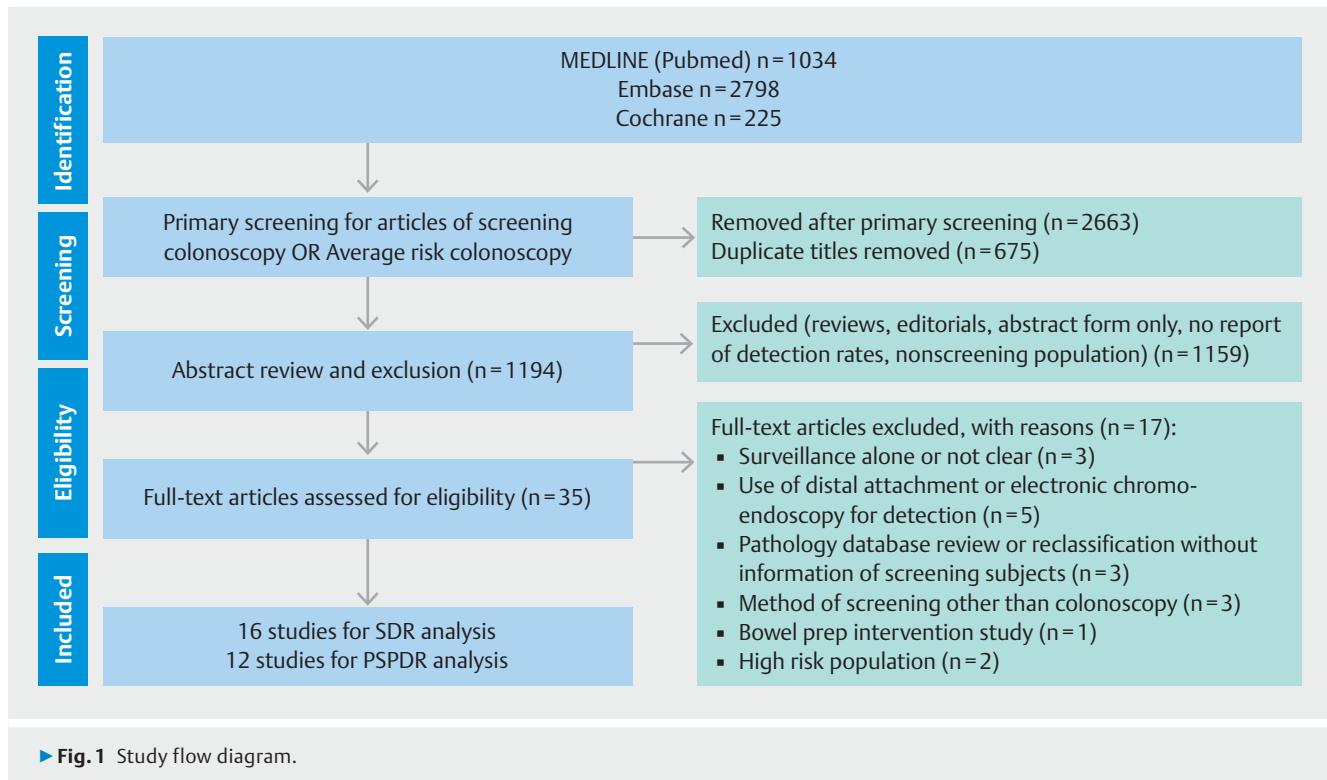 Identification
MEDLINE (Pubmed) n=1034
Embase n=2798
Cochrane n=225
Screening
Primary screening for articles of screening
colonoscopy OR Average risk colonoscopy
Removed after primary screening (n=2663)
Duplicate titles removed (n=675)
Abstract review and exclusion (n=1194)
Excluded (reviews, editorials, abstract form only, no report
of detection rates, nonscreening population) (n=1159)
Eligibility
Full-text articles assessed for eligibility (n=35)
Full-text articles excluded, with reasons (n=17):
▪ Surveillance alone or not clear (n=3)
▪ Use of distal attachment or electronic chromo-
endoscopy for detection (n=5)
▪ Pathology database review or reclassification without
information of screening subjects (n=3)
▪ Method of screening other than colonoscopy (n=3)
▪ Bowel prep intervention study (n=1)
▪ High risk population (n=2)
Included
16 studies for SDR analysis
12 studies for PSPDR analysis
▶Fig. 1 Study flow diagram.